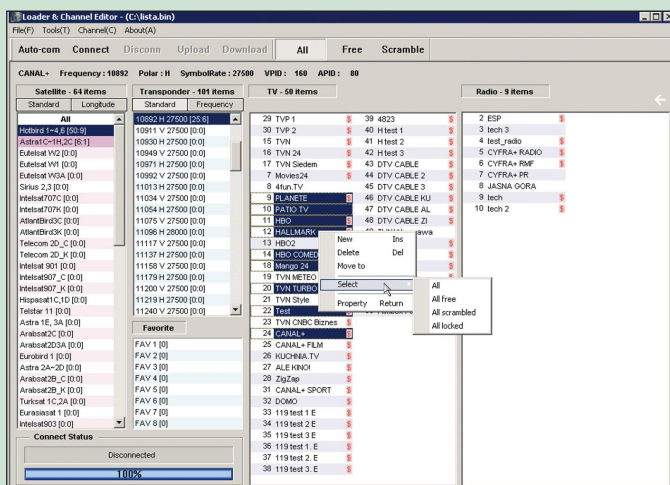 Loader & Channel Editor - (C:\lista.bin)
File(F) Tools(T) Channel(C) About(A)
Auto-com Connect Disconn Upload Download All Free Scramble
CANAL+ Frequency : 10892 Polar : H SymbolRate : 27500 VPID : 160 APID : 80
Satellite - 64 items
Standard Longitude
All
Hotbird 1~4,6 [50:9]
Astra1C~1H,2C [6:1]
Eutelsat W2 [0:0]
Eutelsat W1 [0:0]
Eutelsat W3A [0:0]
Sirius 2,3 [0:0]
Intelsat707C [0:0]
Intelsat707K [0:0]
AtlantBird3C [0:0]
AtlantBird3K [0:0]
Telecom 2D_C [0:0]
Telecom 2D_K [0:0]
Intelsat 901 [0:0]
Intelsat907_C [0:0]
Intelsat907_K [0:0]
Hispasat1C,1D [0:0]
Telstar 11 [0:0]
Astra 1E, 3A [0:0]
Arabsat2C [0:0]
Arabsat2D3A [0:0]
Eurobird 1 [0:0]
Astra 2A~2D [0:0]
Arabsat2B_C [0:0]
Arabsat2B_K [0:0]
Turksat 1C,2A [0:0]
Eurasiasat 1 [0:0]
Intelsat903 [0:0]
Transponder - 101 items
Standard Frequency
10892 H 27500 [25:6]
10911 V 27500 [0:0]
10930 H 27500 [0:0]
10949 V 27500 [0:0]
10971 H 27500 [0:0]
10992 V 27500 [0:0]
11013 H 27500 [0:0]
11034 V 27500 [0:0]
11054 H 27500 [0:0]
11075 V 27500 [0:0]
11096 H 28000 [0:0]
11117 V 27500 [0:0]
11137 H 27500 [0:0]
11158 V 27500 [0:0]
11179 H 27500 [0:0]
11200 V 27500 [0:0]
11219 H 27500 [0:0]
11240 V 27500 [0:0]
Favorite
FAV 1 [0]
FAV 2 [0]
FAV 3 [0]
FAV 4 [0]
FAV 5 [0]
FAV 6 [0]
FAV 7 [0]
FAV 8 [0]
Connect Status
Disconnected
100%
TV - 50 items
29 TVP 1 $
30 TVP 2 $
15 TVN $
16 TVN 24 $
17 TVN Siedem $
7 Movies24 $
8 4fun.TV
9 PLANETE $
10 PATIO TV
11 HBO $
12 HALLMARK
13 HBO2
14 HBO COMED
18 Mango 24
19 TVN METEO
20 TVN TURBO
21 TVN Style
22 Test $
23 TVN CNBC Biznes $
24 CANAL+ $
25 CANAL+ FILM $
26 KUCHNIA.TV $
27 ALE KINO! $
28 ZigZap $
31 CANAL+ SPORT $
32 DOMO $
33 119 test 1 E $
34 119 test 2 E $
35 119 test 3 E $
36 119 test 1. E $
37 119 test 2. E $
38 119 test 3. E $
39 4823 $
40 H test 1 $
41 H test 2 $
42 H test 3 $
43 DTV CABLE $
44 DTV CABLE 2 $
45 DTV CABLE 3 $
46 DTV CABLE KU $
47 DTV CABLE AL $
48 DTV CABLE ZI $
New Ins
Delete Del
Move to
Select
Property Return
All
All free
All scrambled
All locked
Radio - 9 items
2 ESP $
3 tech 3
4 test_radio $
5 CYFRA+ RADIO $
6 CYFRA+ RMF $
7 CYFRA+ PR
8 JASNA GORA
9 tech $
10 tech 2 $